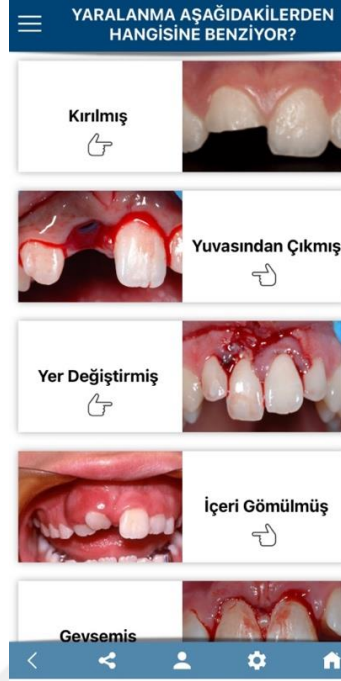 YARALANMA AŞAĞIDAKİLERDEN
HANGİSİNE BENZİYOR?
Kırılmış
Yuvasından Çıkmış
Yer Değiştirmiş
İçeri Gömülmüş
Gevşemiş